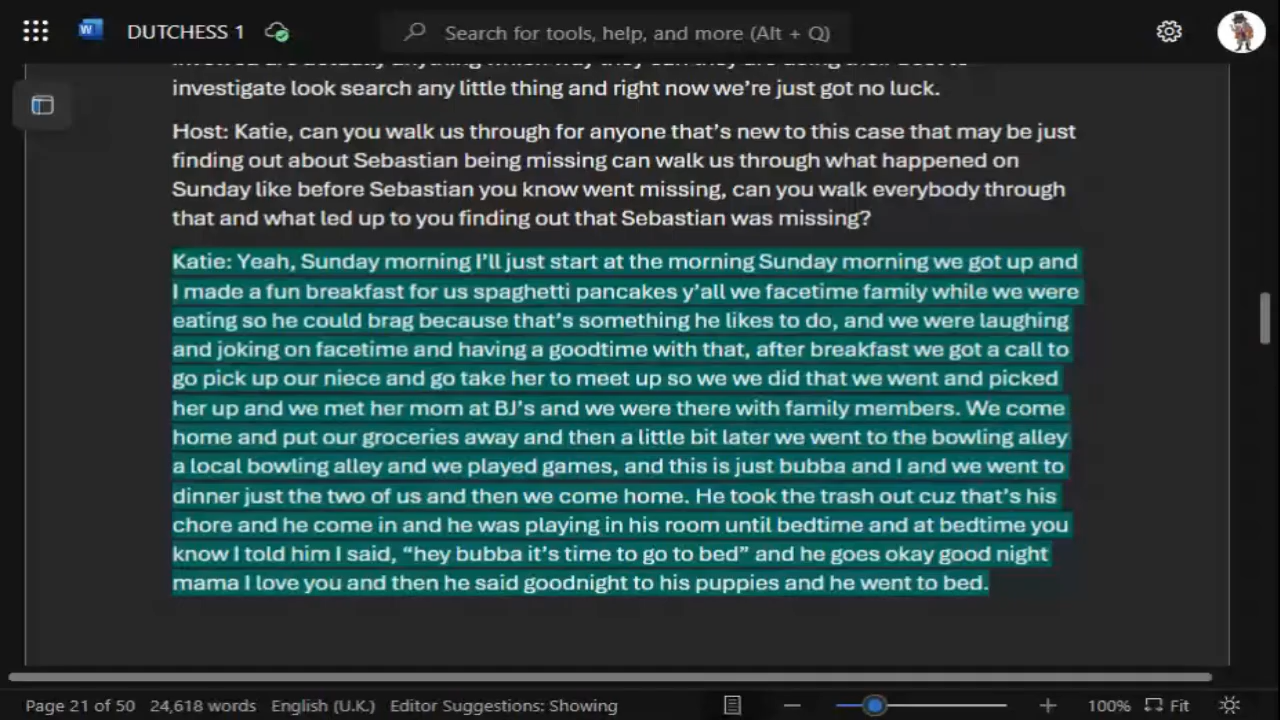 DUTCHESS 1
Search for tools, help, and more (Alt + Q)
investigate look search any little thing and right now we're just got no luck.
Host: Katie, can you walk us through for anyone that's new to this case that may be just
finding out about Sebastian being missing can walk us through what happened on
Sunday like before Sebastian you know went missing, can you walk everybody through
that and what led up to you finding out that Sebastian was missing?
Katie: Yeah, Sunday morning I'll just start at the morning Sunday morning we got up and
I made a fun breakfast for us spaghetti pancakes y'all we facetime family while we were
eating so he could brag because that's something he likes to do, and we were laughing
and joking on facetime and having a goodtime with that, after breakfast we got a call to
go pick up our niece and go take her to meet up so we we did that we went and picked
her up and we met her mom at BJ's and we were there with family members. We come
home and put our groceries away and then a little bit later we went to the bowling alley
a local bowling alley and we played games, and this is just bubba and I and we went to
dinner just the two of us and then we come home. He took the trash out cuz that's his
chore and he come in and he was playing in his room until bedtime and at bedtime you
know I told him I said, "hey bubba it's time to go to bed" and he goes okay good night
mama I love you and then he said goodnight to his puppies and he went to bed.
Page 21 of 50 24,618 words English (U.K.) Editor Suggestions: Showing 100% Fit